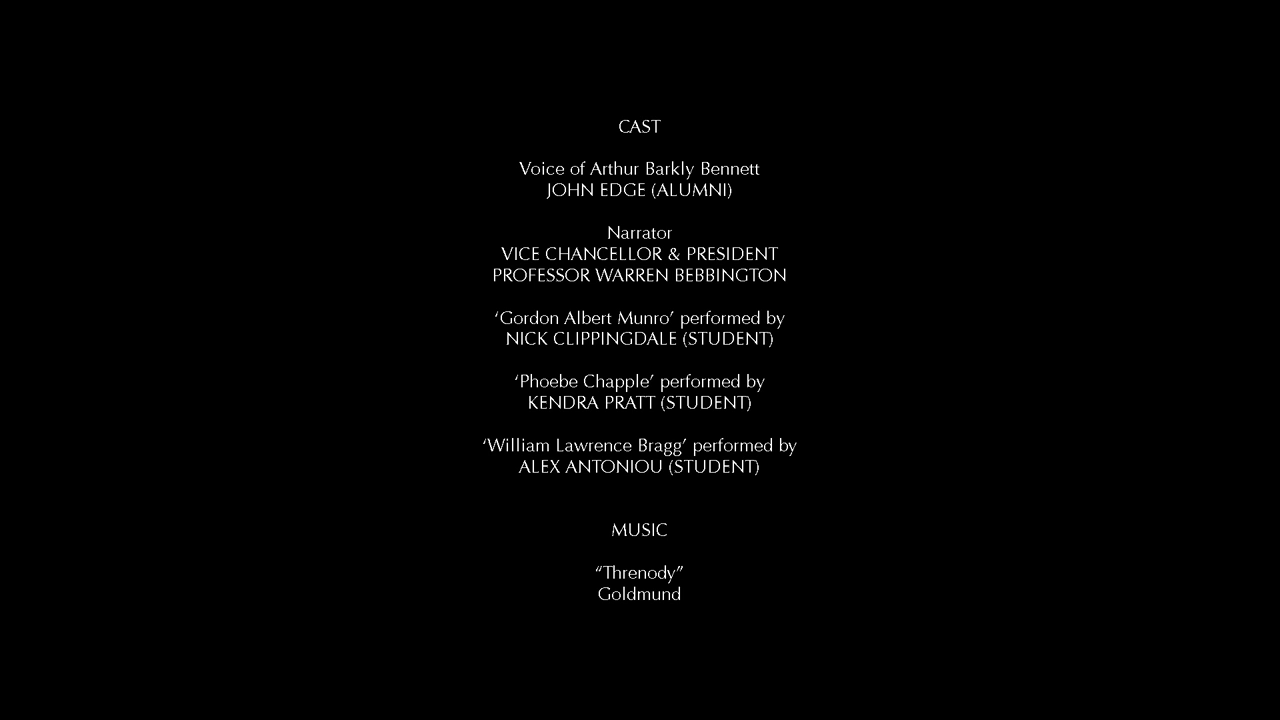 CAST
Voice of Arthur Barkly Bennett
JOHN EDGE (ALUMNI)
Narrator
VICE CHANCELLOR & PRESIDENT
PROFESSOR WARREN BEBBINGTON
‘Gordon Albert Munro’ performed by
NICK CLIPPINGDALE (STUDENT)
‘Phoebe Chapple’ performed by
KENDRA PRATT (STUDENT)
‘William Lawrence Bragg’ performed by
ALEX ANTONIOU (STUDENT)
MUSIC
“Threnody”
Goldmund